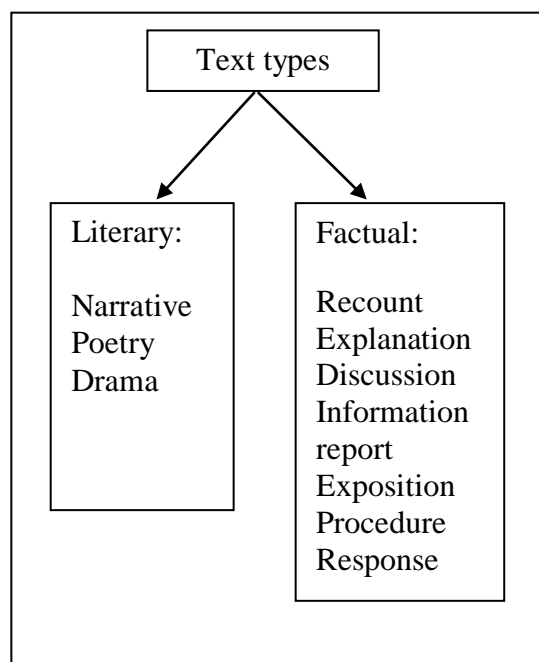 Text types
Literary:
Narrative
Poetry
Drama
Factual:
Recount
Explanation
Discussion
Information
report
Exposition
Procedure
Response